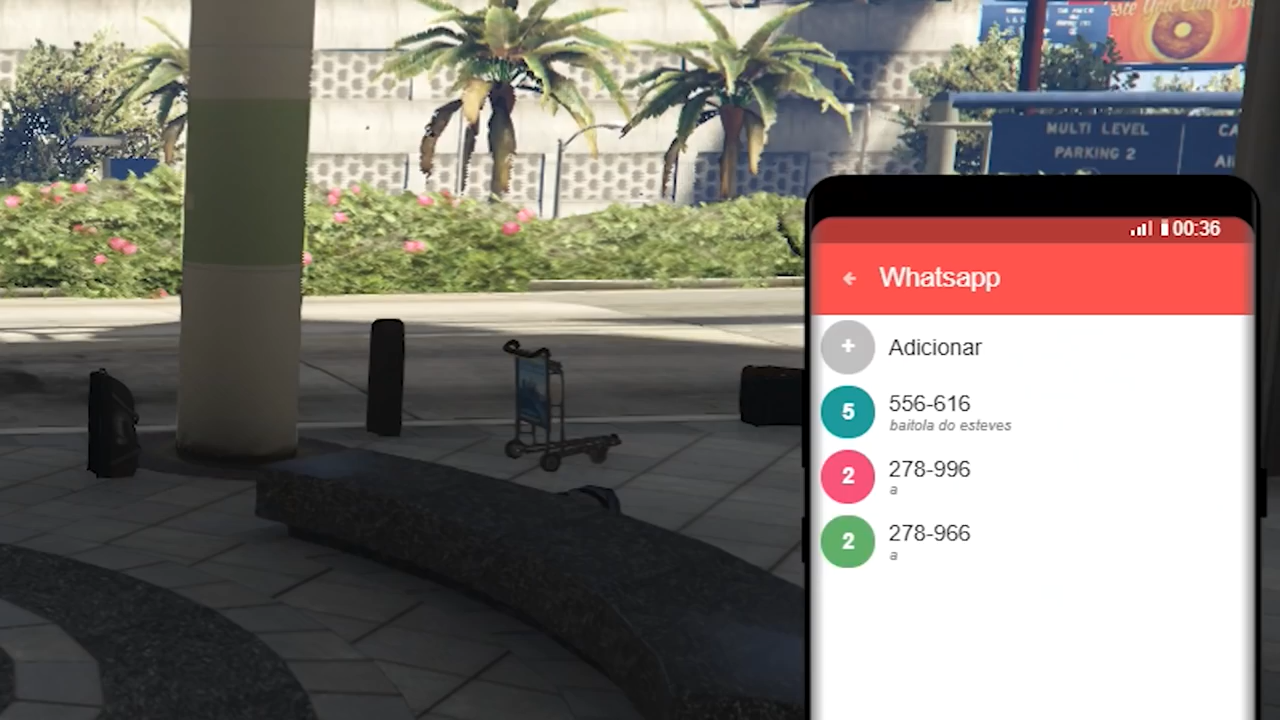 MULTI LEVEL
PARKING 2
CA
00:36
Whatsapp
+
Adicionar
5
556-616
baitola do esteves
2
278-996
a
2
278-966
a